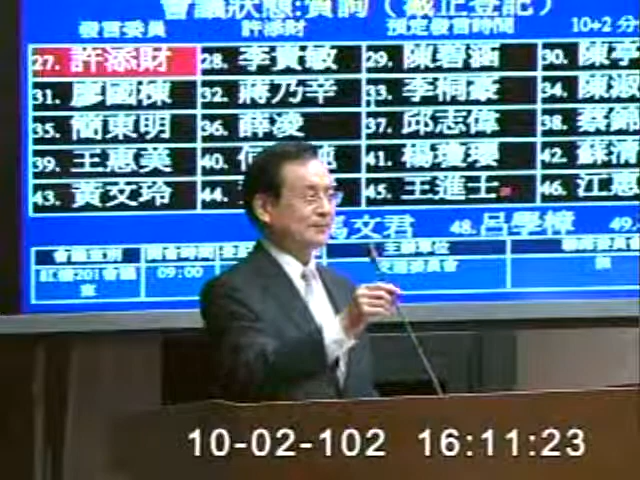 會議狀態:質詢（截止登記）
發言委員 許添財 預定發言時間 10+2 分
27. 許添財 28. 李貴敏 29. 陳碧涵 30. 陳亭
31. 廖國棟 32. 蔣乃辛 33. 李桐豪 34. 陳淑
35. 簡東明 36. 薛凌 37. 邱志偉 38. 蔡錦
39. 王惠美 40. 41. 楊瓊瓔 42. 蘇清
43. 黃文玲 44. 45. 王進士 46. 江惠
馬文君 48. 呂學樟 49.
會議室別 開會時間 主辦單位
紅樓201會議 09:00 交通委員會 無
室
10-02-102 16:11:23